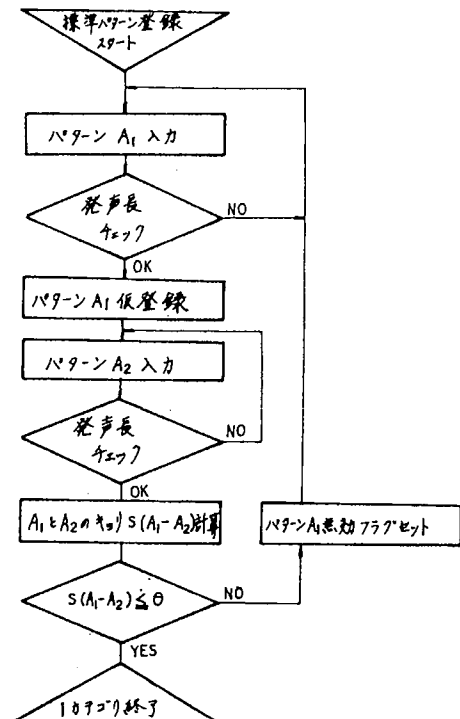 標準パターン登録
スタート
パターン A₁ 入力
発声長
チェック
NO
OK
パターン A₁ 仮登録
パターン A₂ 入力
発声長
チェック
NO
OK
A₁とA₂のキョリ S(A₁-A₂)計算
パターンA₁無効フラグセット
S(A₁-A₂)≦θ
NO
YES
1カテゴリ終了